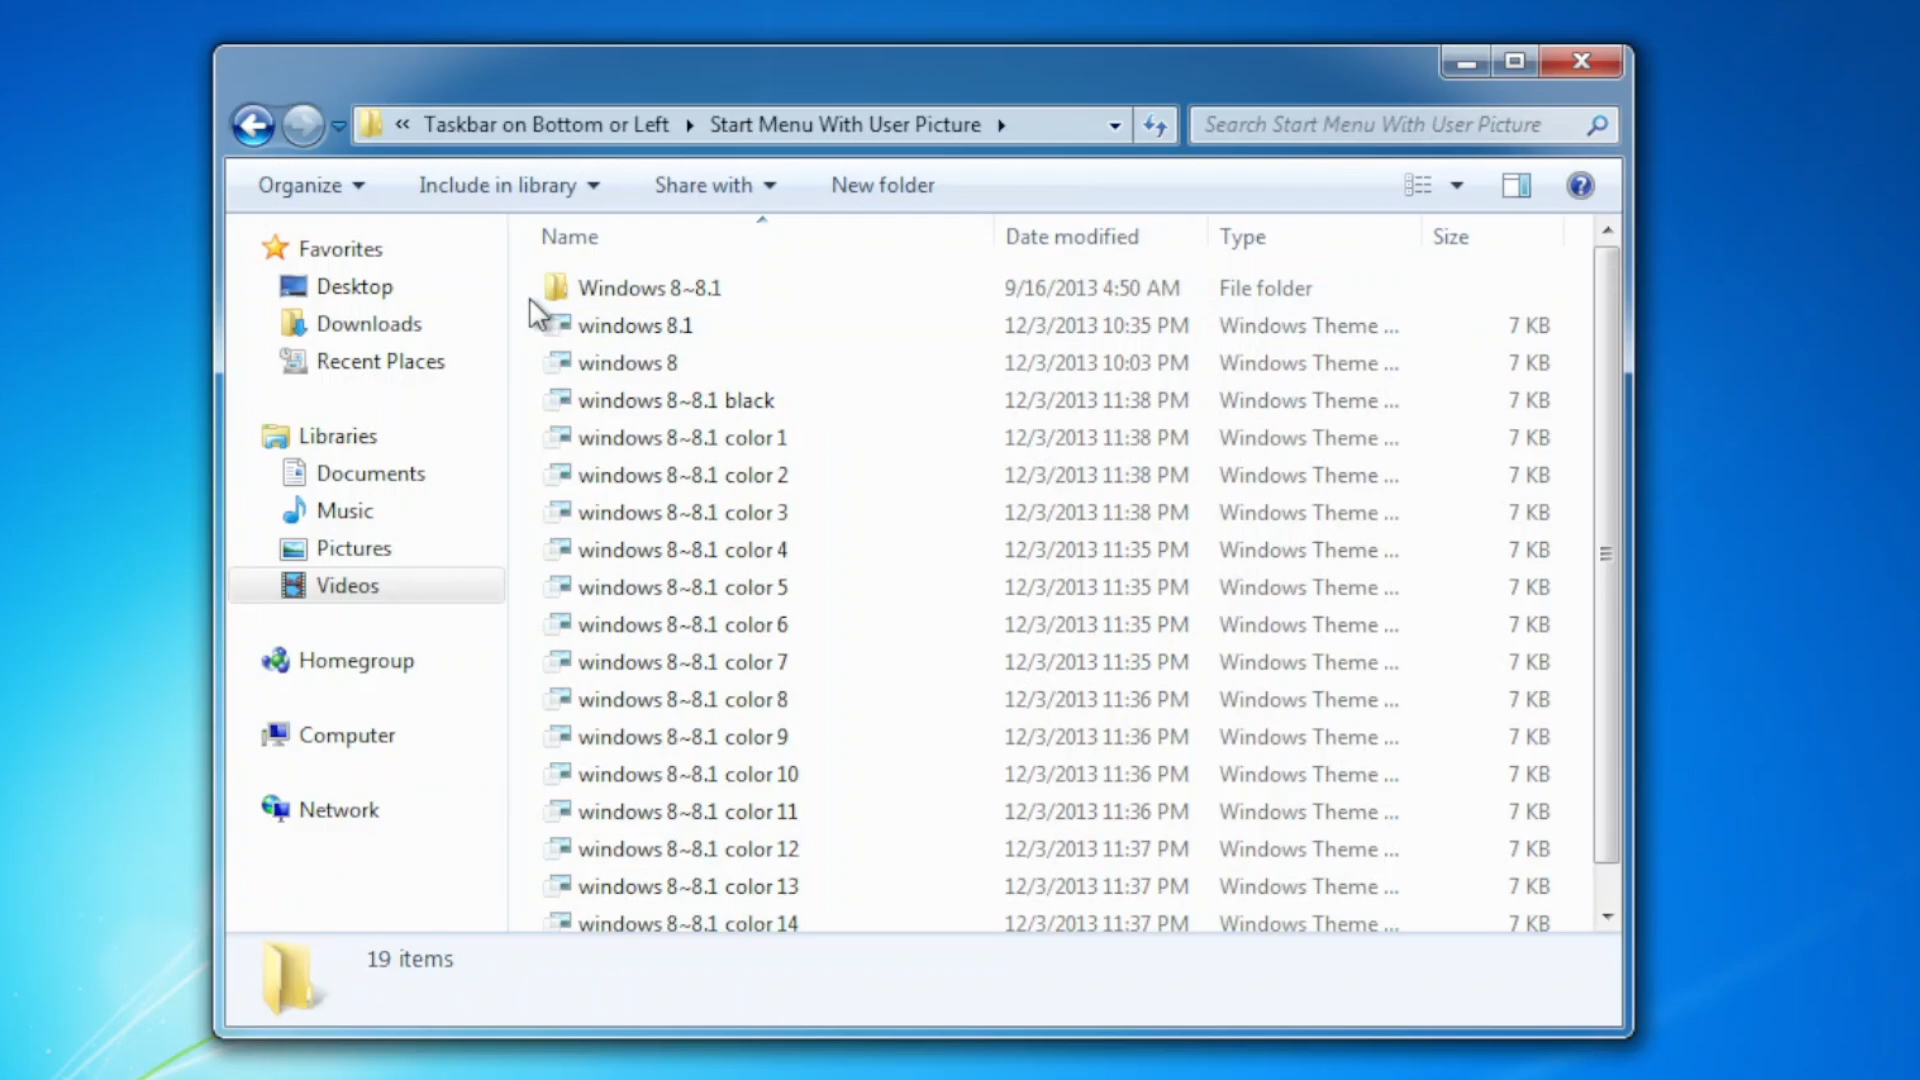 « Taskbar on Bottom or Left Start Menu With User Picture Search Start Menu With User Picture
Organize Include in library Share with New folder
Name Date modified Type Size
Favorites
Desktop
Downloads
Recent Places
Libraries
Documents
Music
Pictures
Videos
Homegroup
Computer
Network
Windows 8~8.1 9/16/2013 4:50 AM File folder
windows 8.1 12/3/2013 10:35 PM Windows Theme ... 7 KB
windows 8 12/3/2013 10:03 PM Windows Theme ... 7 KB
windows 8~8.1 black 12/3/2013 11:38 PM Windows Theme ... 7 KB
windows 8~8.1 color 1 12/3/2013 11:38 PM Windows Theme ... 7 KB
windows 8~8.1 color 2 12/3/2013 11:38 PM Windows Theme ... 7 KB
windows 8~8.1 color 3 12/3/2013 11:38 PM Windows Theme ... 7 KB
windows 8~8.1 color 4 12/3/2013 11:35 PM Windows Theme ... 7 KB
windows 8~8.1 color 5 12/3/2013 11:35 PM Windows Theme ... 7 KB
windows 8~8.1 color 6 12/3/2013 11:35 PM Windows Theme ... 7 KB
windows 8~8.1 color 7 12/3/2013 11:35 PM Windows Theme ... 7 KB
windows 8~8.1 color 8 12/3/2013 11:36 PM Windows Theme ... 7 KB
windows 8~8.1 color 9 12/3/2013 11:36 PM Windows Theme ... 7 KB
windows 8~8.1 color 10 12/3/2013 11:36 PM Windows Theme ... 7 KB
windows 8~8.1 color 11 12/3/2013 11:36 PM Windows Theme ... 7 KB
windows 8~8.1 color 12 12/3/2013 11:37 PM Windows Theme ... 7 KB
windows 8~8.1 color 13 12/3/2013 11:37 PM Windows Theme ... 7 KB
windows 8~8.1 color 14 12/3/2013 11:37 PM Windows Theme ... 7 KB
19 items